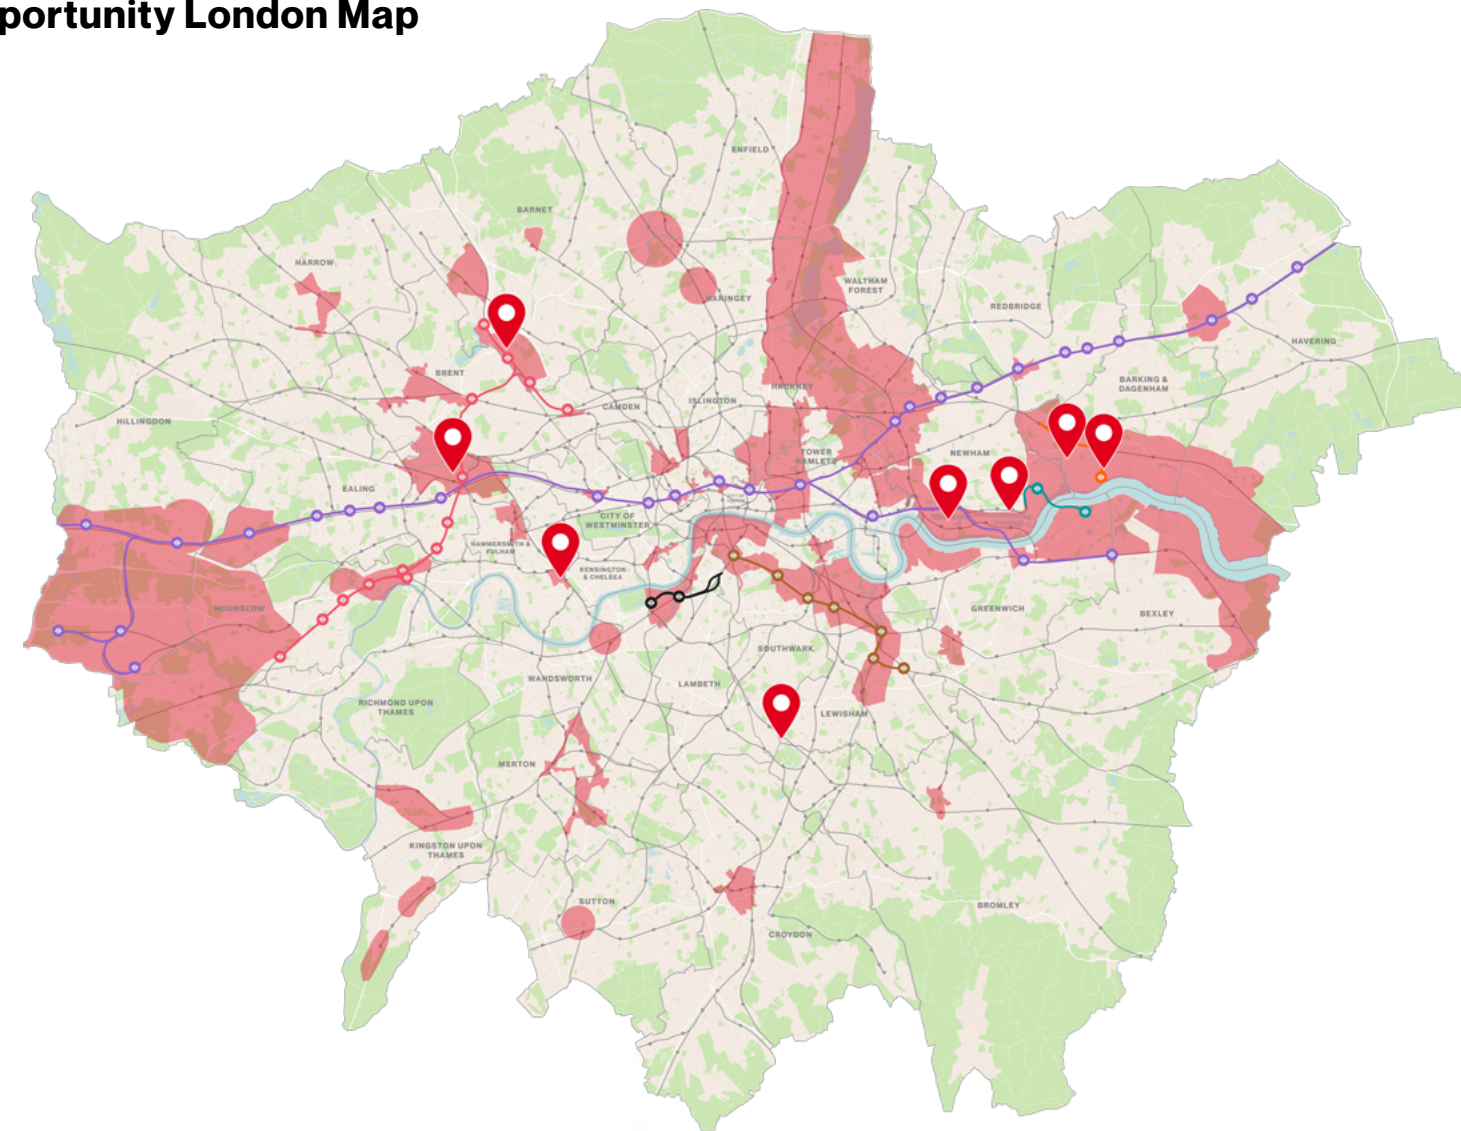 portunity London Map
ENFIELD
BARNET
HARROW
HARINGEY
WALTHAM
FOREST
REDBRIDGE
HAVERING
BRENT
BARKING &
DAGENHAM
HACKNEY
ISLINGTON
CAMDEN
HILLINGDON
TOWER
HAMLETS
NEWHAM
EALING
CITY OF
WESTMINSTER
HAMMERSMITH &
FULHAM
KENSINGTON
& CHELSEA
HOUNSLOW
GREENWICH
BEXLEY
SOUTHWARK
WANDSWORTH
LAMBETH
RICHMOND UPON
THAMES
LEWISHAM
MERTON
KINGSTON UPON
THAMES
SUTTON
BROMLEY
CROYDON